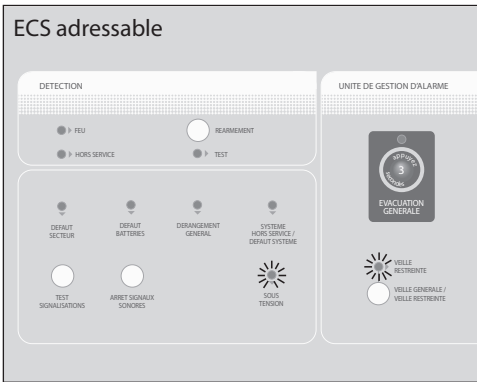 ECS adressable
DETECTION
FEU
REARMEMENT
HORS SERVICE
TEST
DEFAUT
SECTEUR
DEFAUT
BATTERIES
DERANGEMENT
GENERAL
SYSTEME
HORS SERVICE /
DEFAUT SYSTEME
TEST
SIGNALISATIONS
ARRET SIGNAUX
SONORES
SOUS
TENSION
UNITE DE GESTION D'ALARME
appuyez
3
secondes
EVACUATION
GENERALE
VEILLE
RESTREINTE
VEILLE GENERALE /
VEILLE RESTREINTE